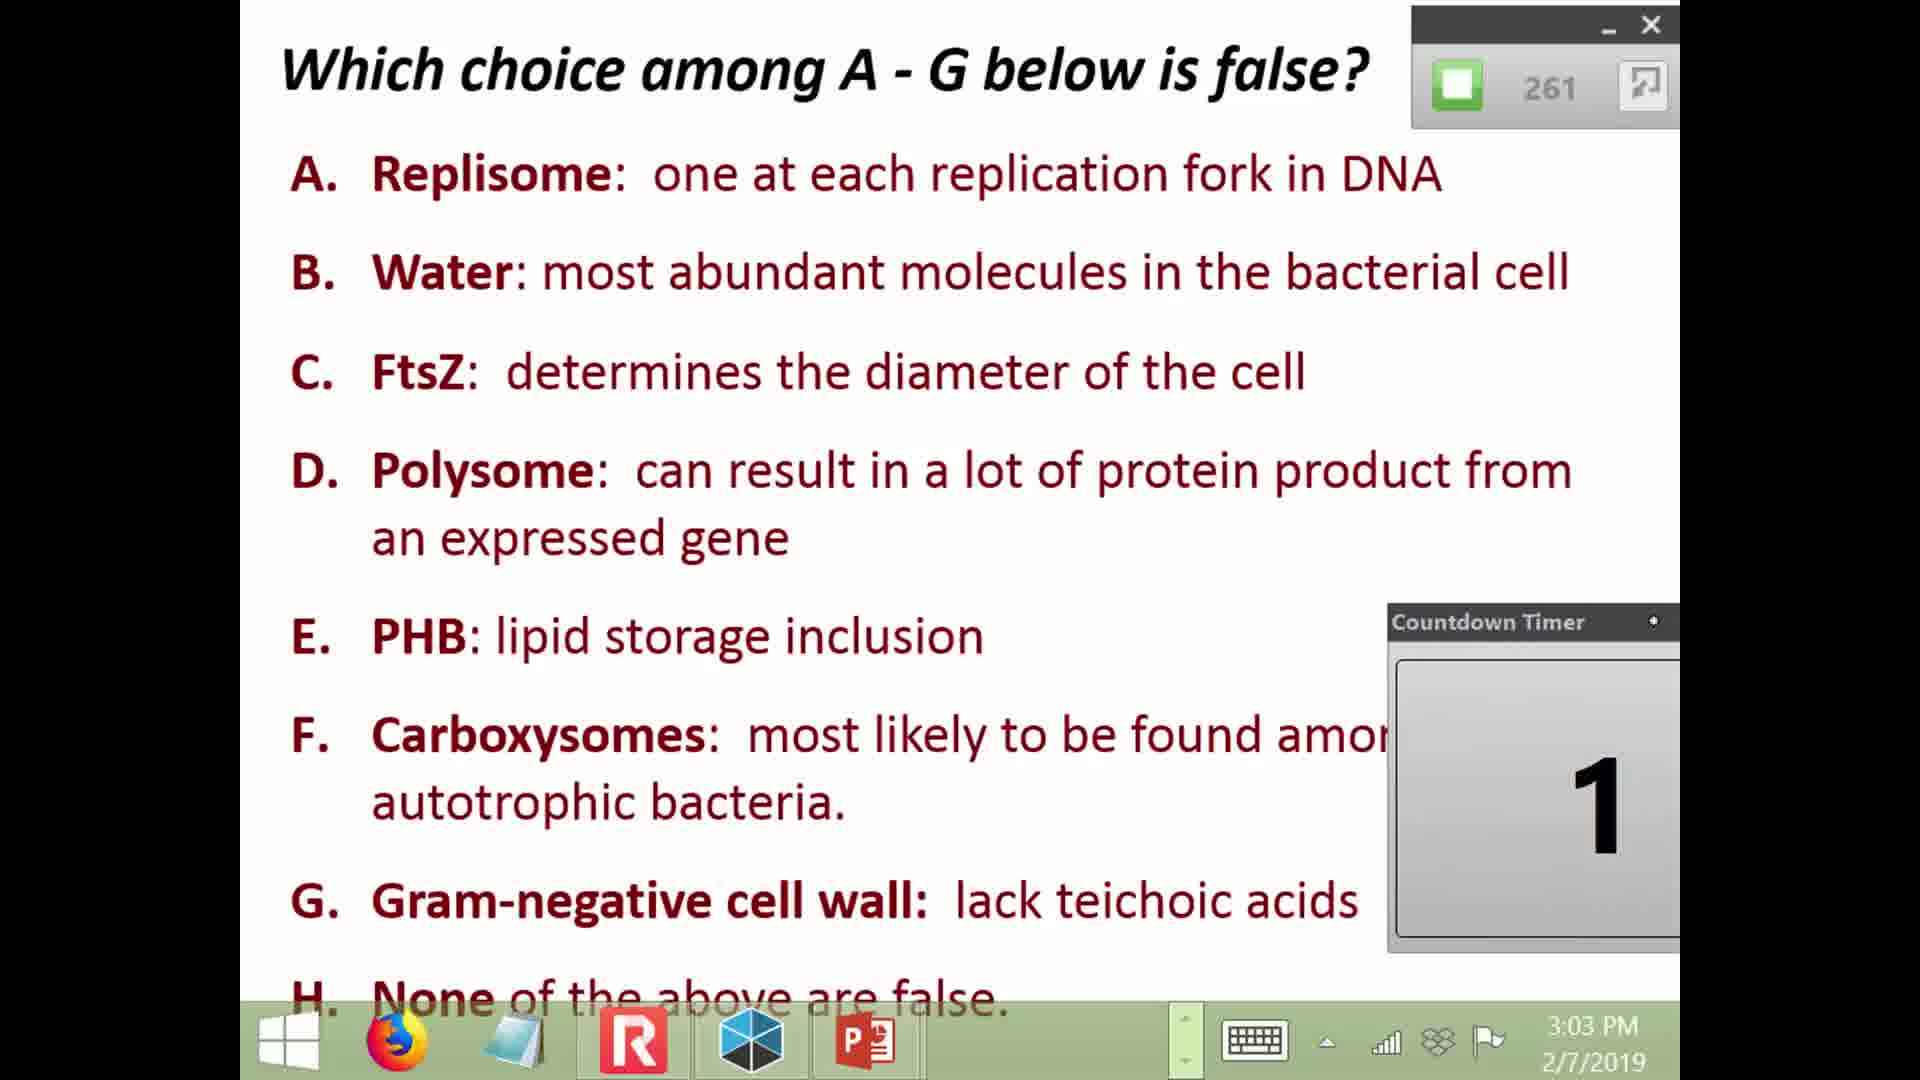 Which choice among A - G below is false?
261
A. Replisome: one at each replication fork in DNA
B. Water: most abundant molecules in the bacterial cell
C. FtsZ: determines the diameter of the cell
D. Polysome: can result in a lot of protein product from
an expressed gene
E. PHB: lipid storage inclusion
Countdown Timer
1
F. Carboxysomes: most likely to be found
autotrophic bacteria.
G. Gram-negative cell wall: lack teichoic acids
H. None of the above are false.
3:03 PM
2/7/2019